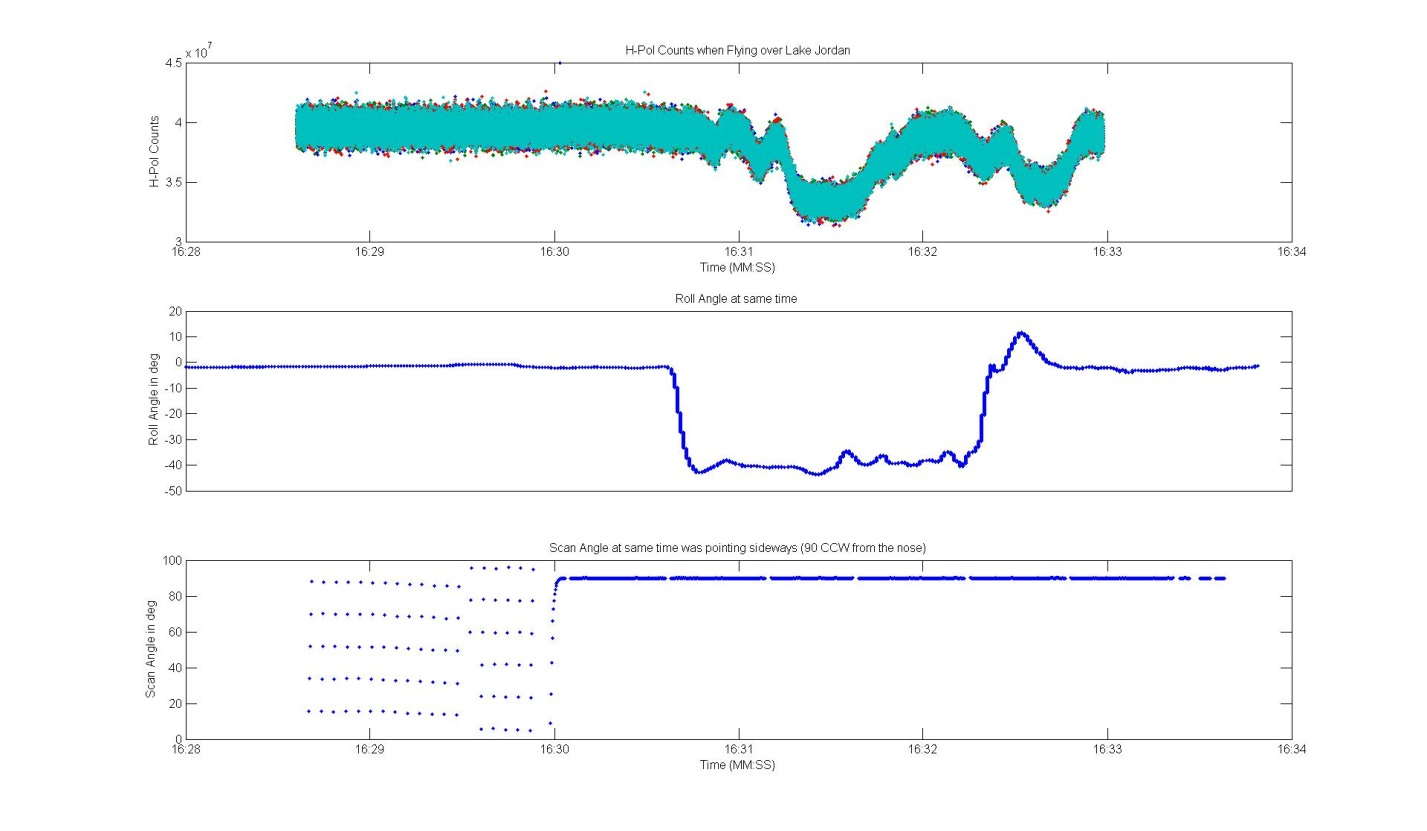 H-Pol Counts when Flying over Lake Jordan
x 10^7
4.5
4
3.5
3
H-Pol Counts
16:28 16:29 16:30 16:31 16:32 16:33 16:34
Time (MM:SS)
Roll Angle at same time
20
10
0
-10
-20
-30
-40
-50
Roll Angle in deg
Scan Angle at same time was pointing sideways (90 CCW from the nose)
100
80
60
40
20
0
Scan Angle in deg
16:28 16:29 16:30 16:31 16:32 16:33 16:34
Time (MM:SS)